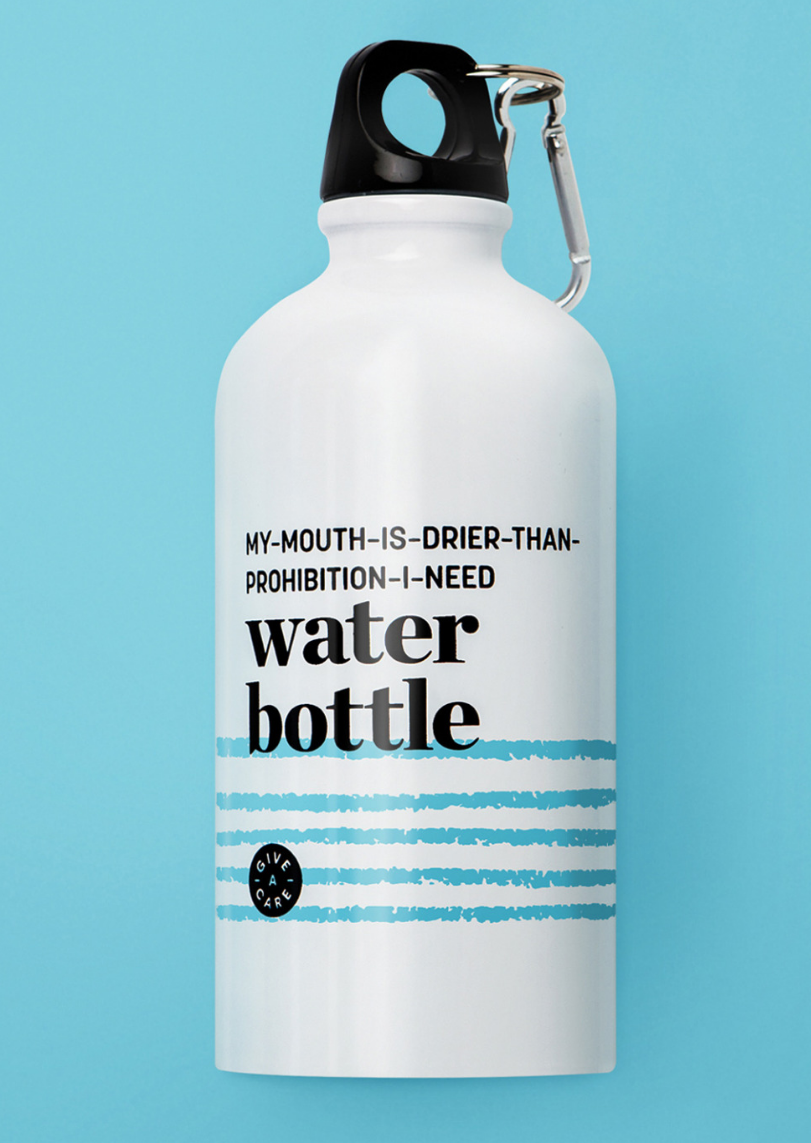 MY-MOUTH-IS-DRIER-THAN-
PROHIBITION-I-NEED
water
bottle
GIVE
A
CARE